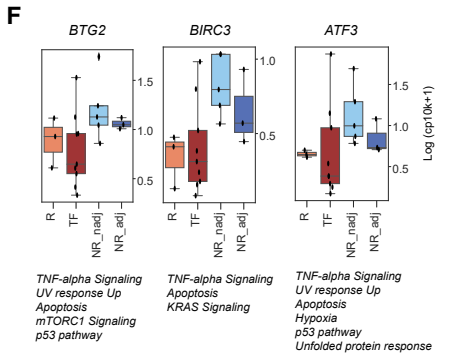 F
BTG2
BIRC3
ATF3
1.5
1.0
0.5
1.0
0.5
1.5
1.0
0.5
Log (cp10k+1)
R
TF
NR_nadj
NR_adj
R
TF
NR_nadj
NR_adj
R
TF
NR_nadj
NR_adj
TNF-alpha Signaling
UV response Up
Apoptosis
mTORC1 Signaling
p53 pathway
TNF-alpha Signaling
Apoptosis
KRAS Signaling
TNF-alpha Signaling
UV response Up
Apoptosis
Hypoxia
p53 pathway
Unfolded protein response